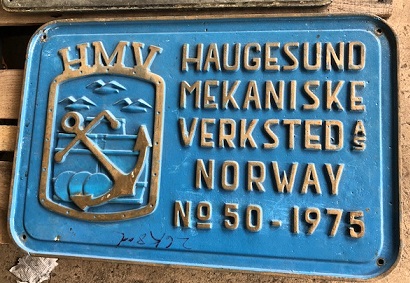 HMV
HAUGESUND
MEKANISKE
VERKSTED A/S
NORWAY
No 50 - 1975